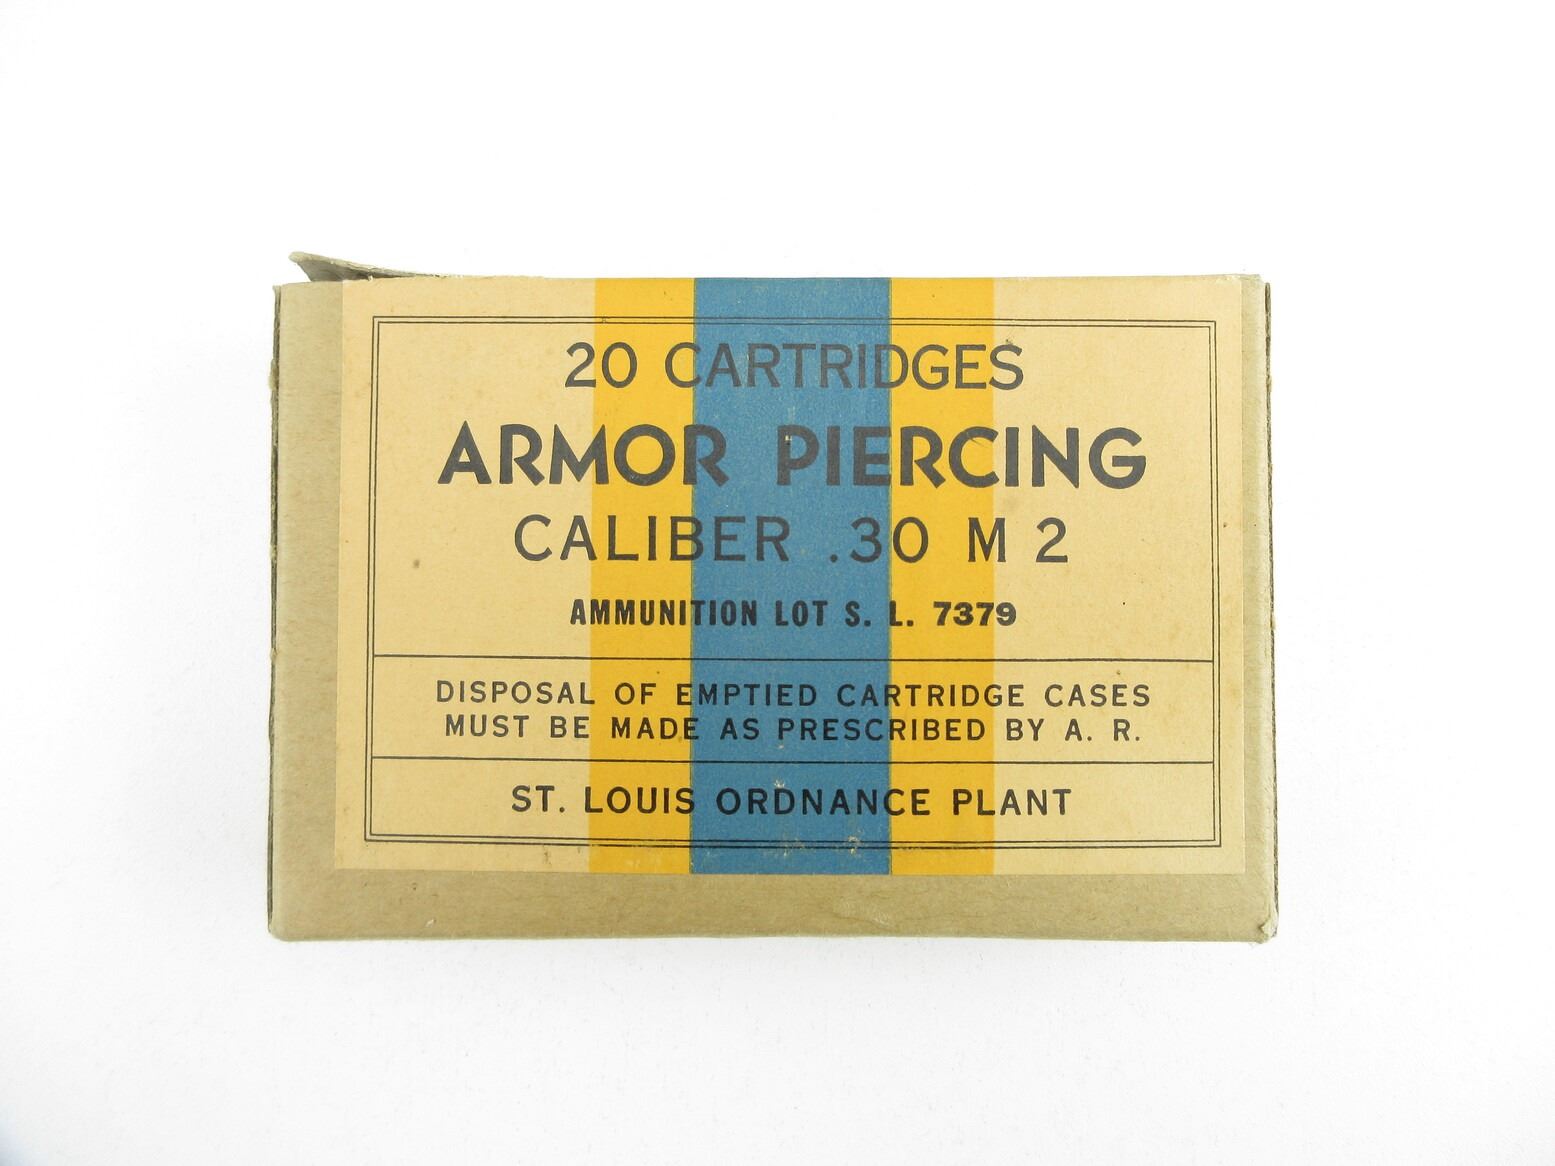 20 CARTRIDGES
ARMOR PIERCING
CALIBER .30 M 2
AMMUNITION LOT S. L. 7379
DISPOSAL OF EMPTIED CARTRIDGE CASES
MUST BE MADE AS PRESCRIBED BY A. R.
ST. LOUIS ORDNANCE PLANT